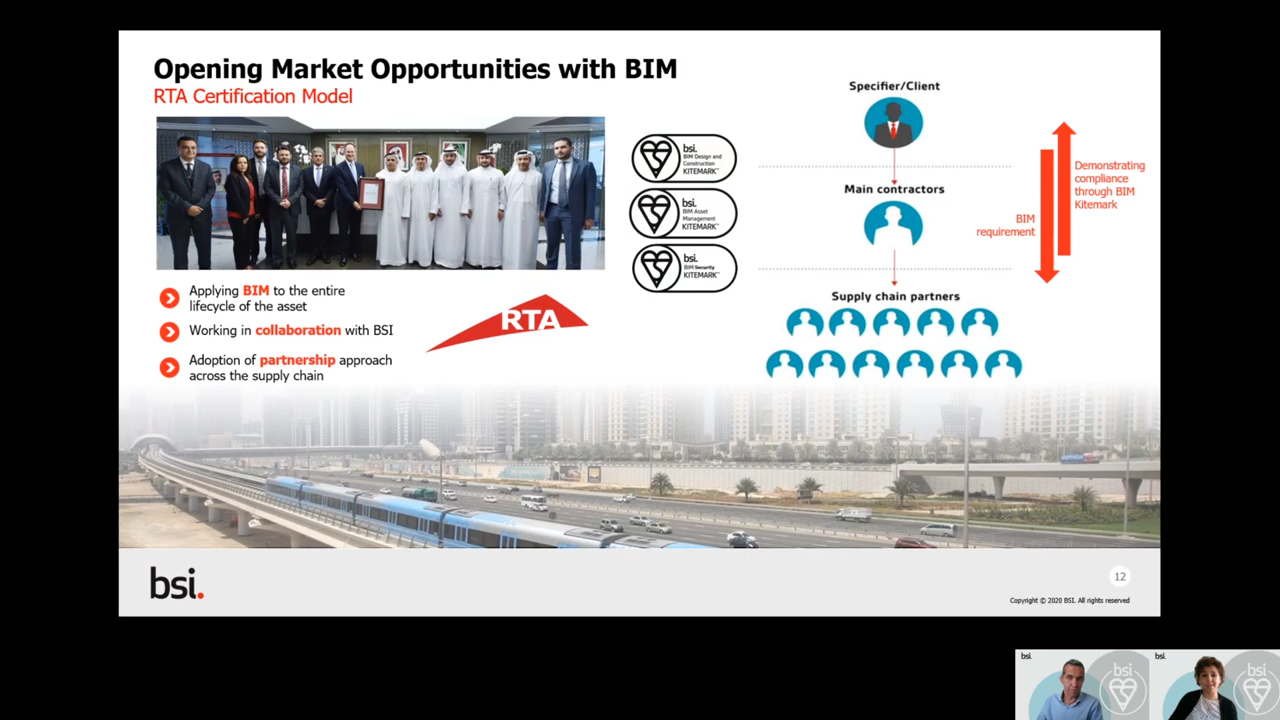 Opening Market Opportunities with BIM
RTA Certification Model
bsi.
BIM Design and
Construction
KITEMARK™
bsi.
BIM Asset
Management
KITEMARK™
bsi.
BIM Security
KITEMARK™
Applying BIM to the entire
lifecycle of the asset
Working in collaboration with BSI
Adoption of partnership approach
across the supply chain
RTA
Specifier/Client
Main contractors
Supply chain partners
BIM
requirement
Demonstrating
compliance
through BIM
Kitemark
bsi.
12
Copyright © 2020 BSI. All rights reserved
bsi.
bsi
bsi.
bsi